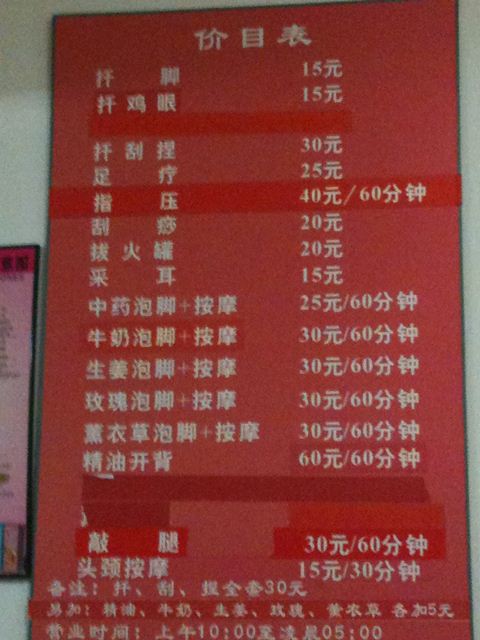 价目表
扦 脚 15元
扦鸡眼 15元
扦刮捏 30元
足 疗 25元
指 压 40元/60分钟
刮 痧 20元
拔火罐 20元
采 耳 15元
中药泡脚+按摩 25元/60分钟
牛奶泡脚+按摩 30元/60分钟
生姜泡脚+按摩 30元/60分钟
玫瑰泡脚+按摩 30元/60分钟
薰衣草泡脚+按摩 30元/60分钟
精油开背 60元/60分钟
敲 腿 30元/60分钟
头颈按摩 15元/30分钟
备注：扦、刮、捏全套30元
另加：精油、牛奶、生姜、玫瑰、薰衣草 各加5元
营业时间：上午10:00至凌晨05:00